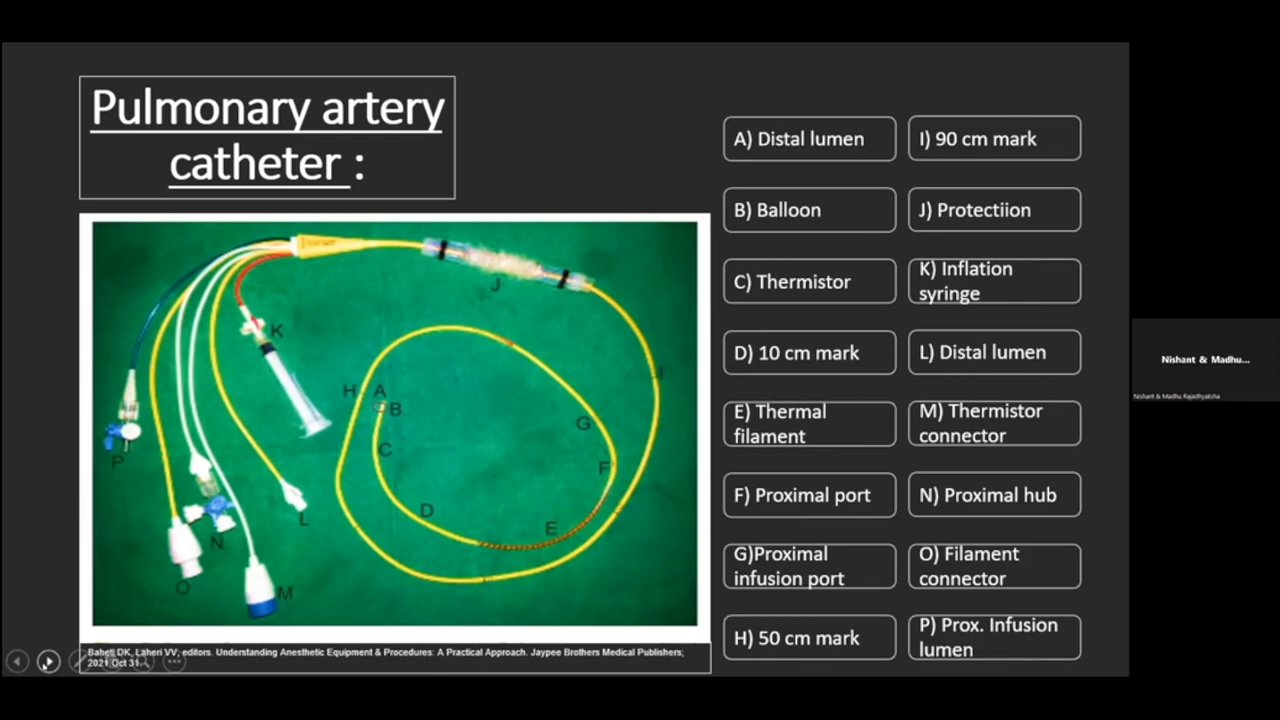 Pulmonary artery
catheter :
A) Distal lumen
B) Balloon
C) Thermistor
D) 10 cm mark
E) Thermal
filament
F) Proximal port
G)Proximal
infusion port
H) 50 cm mark
I) 90 cm mark
J) Protectiion
K) Inflation
syringe
L) Distal lumen
M) Thermistor
connector
N) Proximal hub
O) Filament
connector
P) Prox. Infusion
lumen
J
K
I
H
A
B
G
C
F
P
D
L
E
N
O
M
Baheti DK, Laheri VV, editors. Understanding Anesthetic Equipment & Procedures: A Practical Approach. Jaypee Brothers Medical Publishers;
2021 Oct 31.
Nishant & Madhu...
Nishant & Madhu Rajadhyaksha